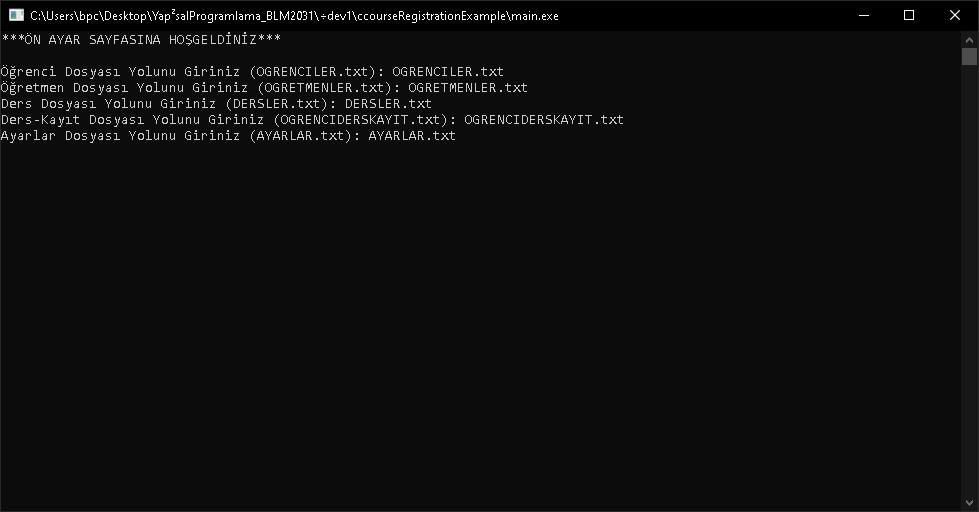 C:\Users\bpc\Desktop\Yap²salProgramlama_BLM2031\÷dev1\ccourseRegistrationExample\main.exe
***ÖN AYAR SAYFASINA HOŞGELDİNİZ***
Öğrenci Dosyası Yolunu Giriniz (OGRENCILER.txt): OGRENCILER.txt
Öğretmen Dosyası Yolunu Giriniz (OGRETMENLER.txt): OGRETMENLER.txt
Ders Dosyası Yolunu Giriniz (DERSLER.txt): DERSLER.txt
Ders-Kayıt Dosyası Yolunu Giriniz (OGRENCIDERSKAYIT.txt): OGRENCIDERSKAYIT.txt
Ayarlar Dosyası Yolunu Giriniz (AYARLAR.txt): AYARLAR.txt